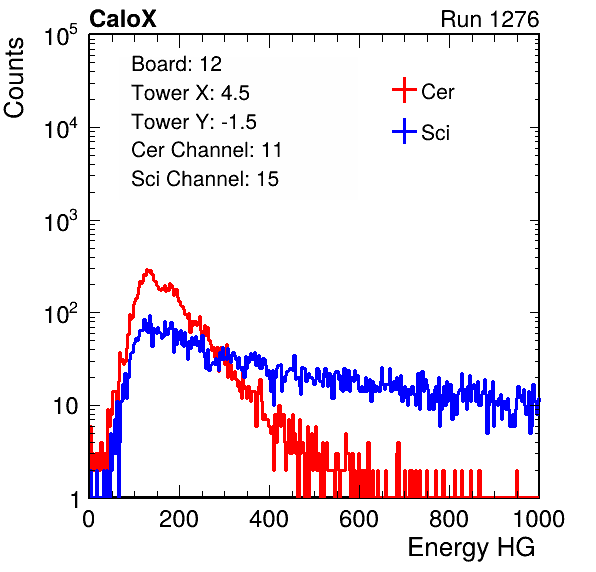 CaloX Run 1276
10^5
Counts
Board: 12
Tower X: 4.5
Tower Y: -1.5
Cer Channel: 11
Sci Channel: 15
Cer
Sci
10^4
10^3
10^2
10
1
0 200 400 600 800 1000
Energy HG